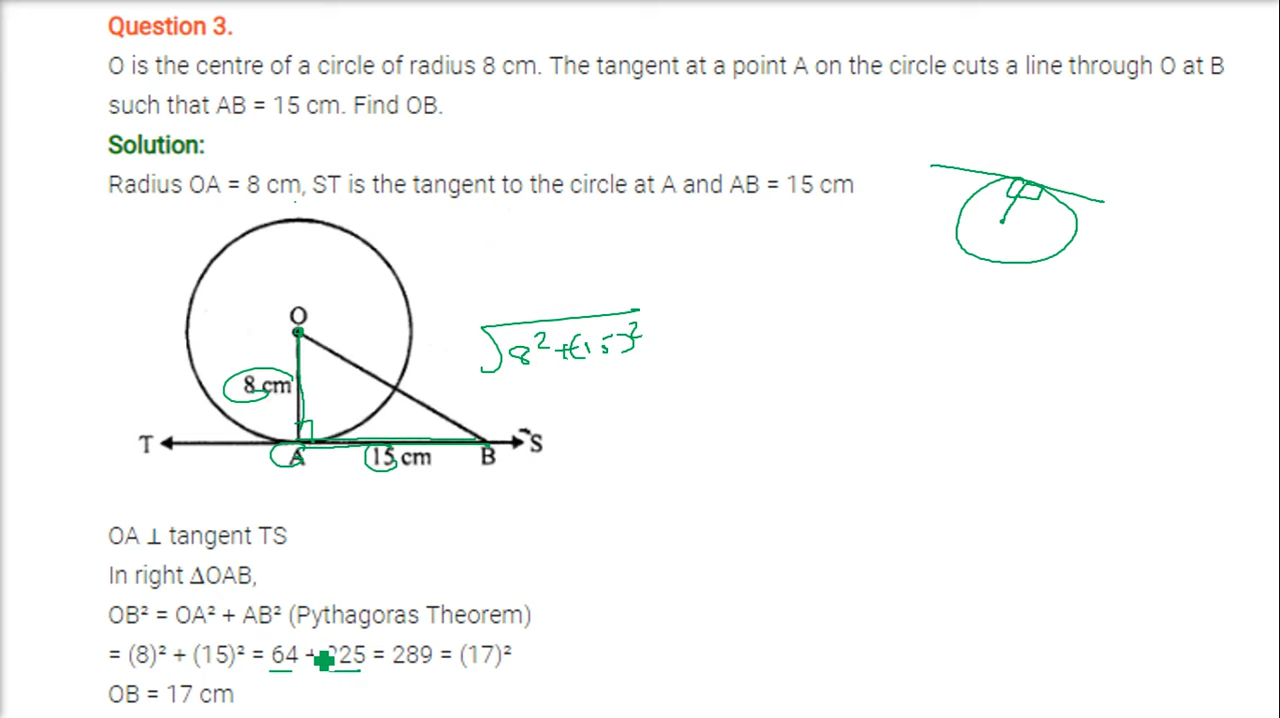 Question 3.
O is the centre of a circle of radius 8 cm. The tangent at a point A on the circle cuts a line through O at B
such that AB = 15 cm. Find OB.
Solution:
Radius OA = 8 cm, ST is the tangent to the circle at A and AB = 15 cm
O
√8² + (15)²
8 cm
T A 15 cm B S
OA ⊥ tangent TS
In right ΔOAB,
OB² = OA² + AB² (Pythagoras Theorem)
= (8)² + (15)² = 64 + 225 = 289 = (17)²
OB = 17 cm